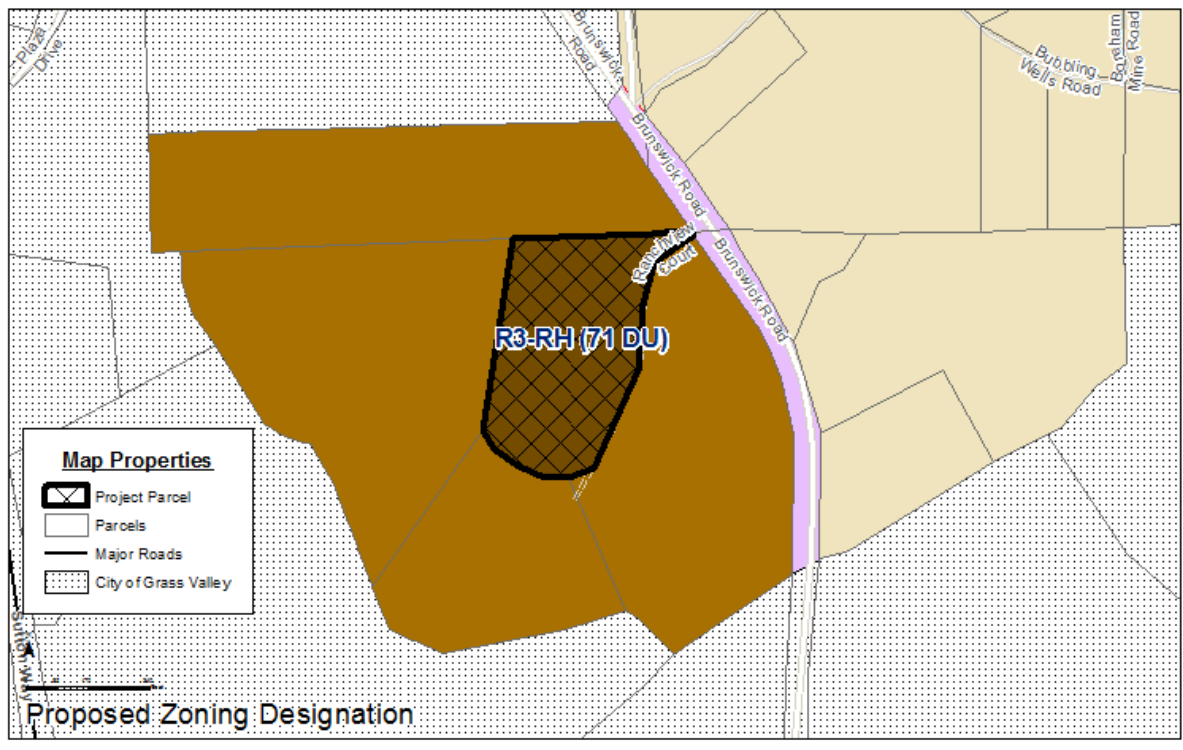 Plaza
Drive
Brunswick
Road
Bubbling
Wells Road
Boreham
Mine Road
Brunswick Road
Ranchview
Court
Brunswick Road
R3-RH (71 DU)
Map Properties
Project Parcel
Parcels
Major Roads
City of Grass Valley
Sutton Way
Proposed Zoning Designation